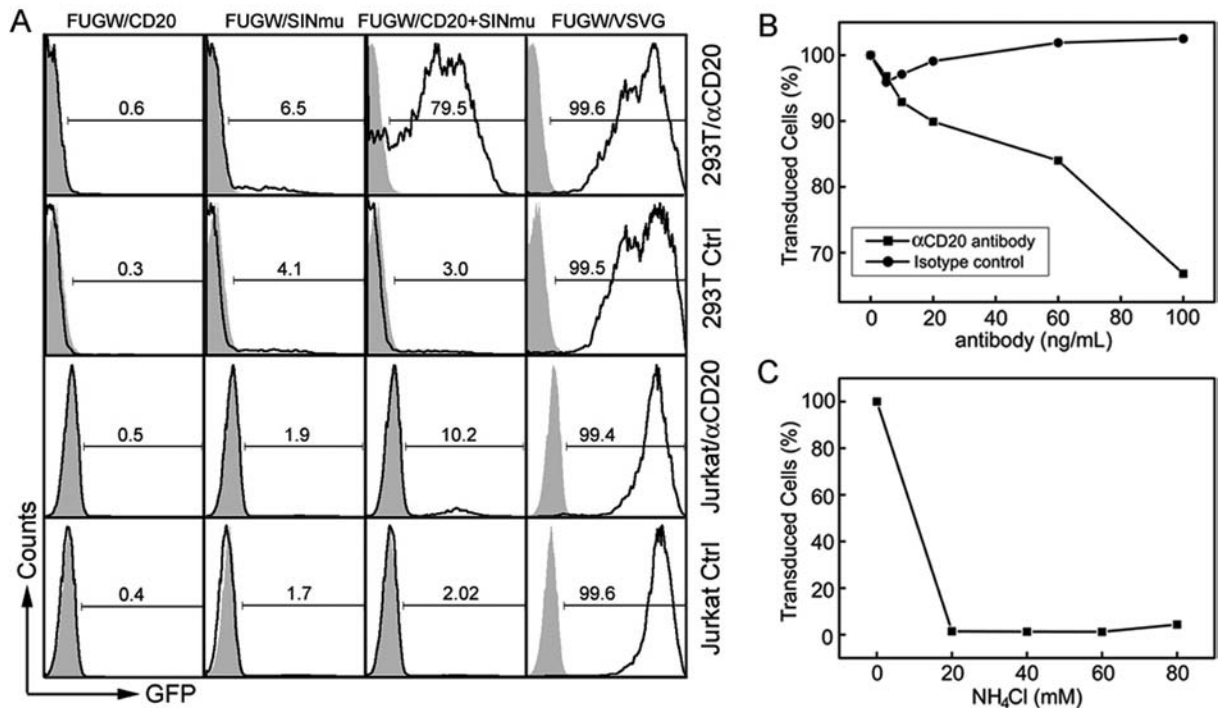 A
FUGW/CD20 FUGW/SINmu FUGW/CD20+SINmu FUGW/VSVG
0.6 6.5 79.5 99.6
293T/αCD20
0.3 4.1 3.0 99.5
293T Ctrl
0.5 1.9 10.2 99.4
Jurkat/αCD20
0.4 1.7 2.02 99.6
Jurkat Ctrl
Counts
GFP
B
Transduced Cells (%)
100
90
80
70
αCD20 antibody
Isotype control
0 20 40 60 80 100
antibody (ng/mL)
C
Transduced Cells (%)
100
80
60
40
20
0
0 20 40 60 80
NH₄Cl (mM)